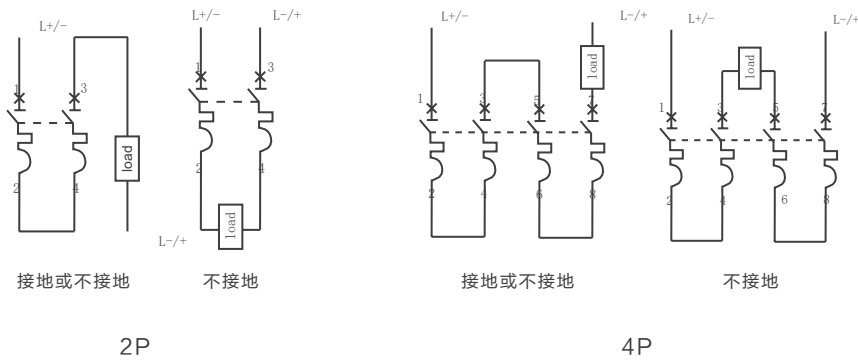 L+/− L+/− L−/+
1 3 1 3
load
2 4 2 4
load
L−/+
接地或不接地 不接地
2P
L+/− L−/+ L+/− L−/+
load load
1 3 5 7 1 3 5 7
2 4 6 8 2 4 6 8
接地或不接地 不接地
4P